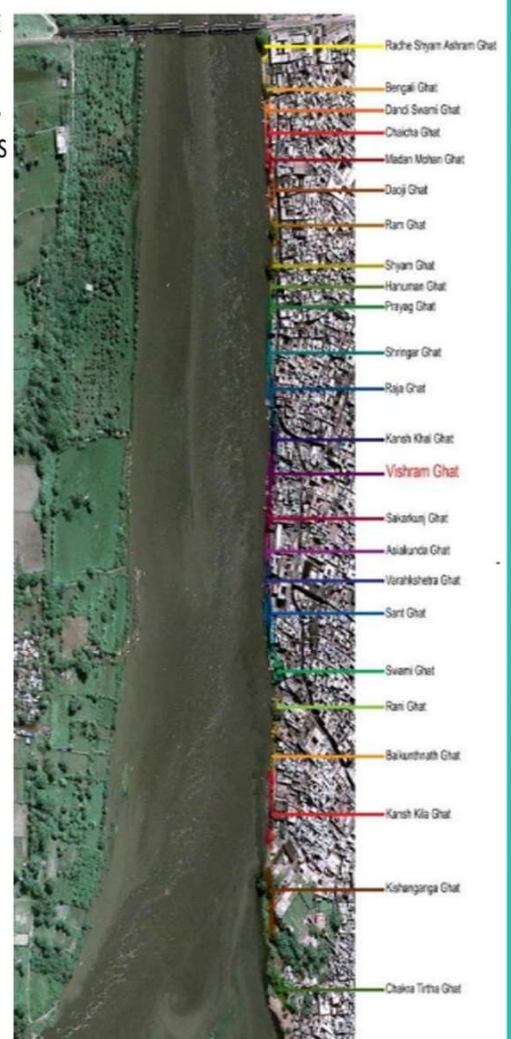 S
Radhe Shyam Ashram Ghat
Bengali Ghat
Dandi Swami Ghat
Chaicha Ghat
Madan Mohan Ghat
Daoji Ghat
Ram Ghat
Shyam Ghat
Hanuman Ghat
Prayag Ghat
Shringar Ghat
Raja Ghat
Kansh Khal Ghat
Vishram Ghat
Sakarkunj Ghat
Asiakunda Ghat
Varahkshetra Ghat
Sant Ghat
Swami Ghat
Rani Ghat
Baikunthnath Ghat
Kansh Kila Ghat
Kishanganga Ghat
Chakra Tirtha Ghat